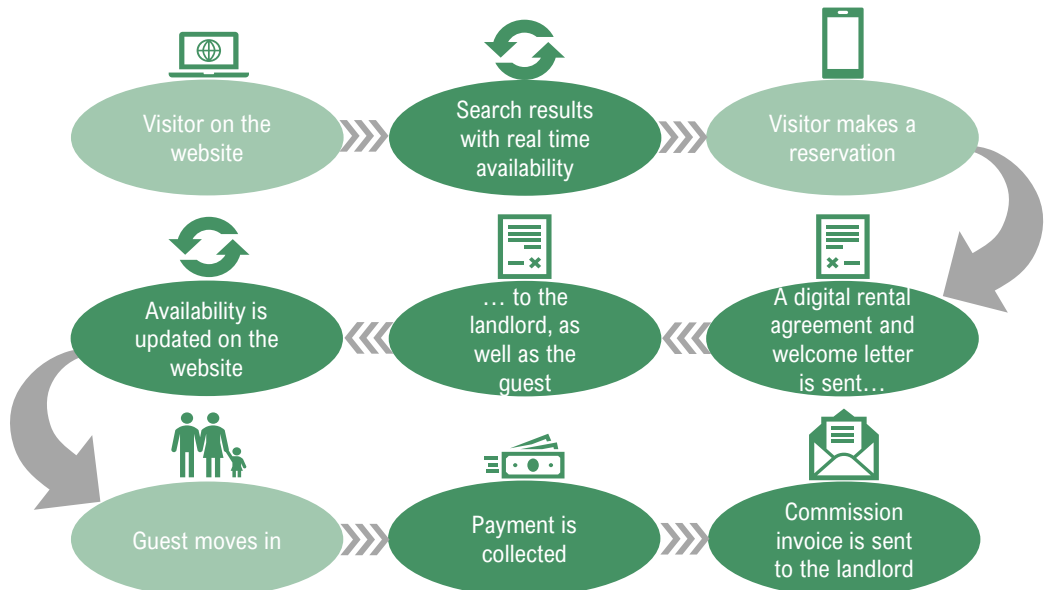 Visitor on the
website
Search results
with real time
availability
Visitor makes a
reservation
A digital rental
agreement and
welcome letter
is sent…
… to the
landlord, as
well as the
guest
Availability is
updated on the
website
Guest moves in
Payment is
collected
Commission
invoice is sent
to the landlord